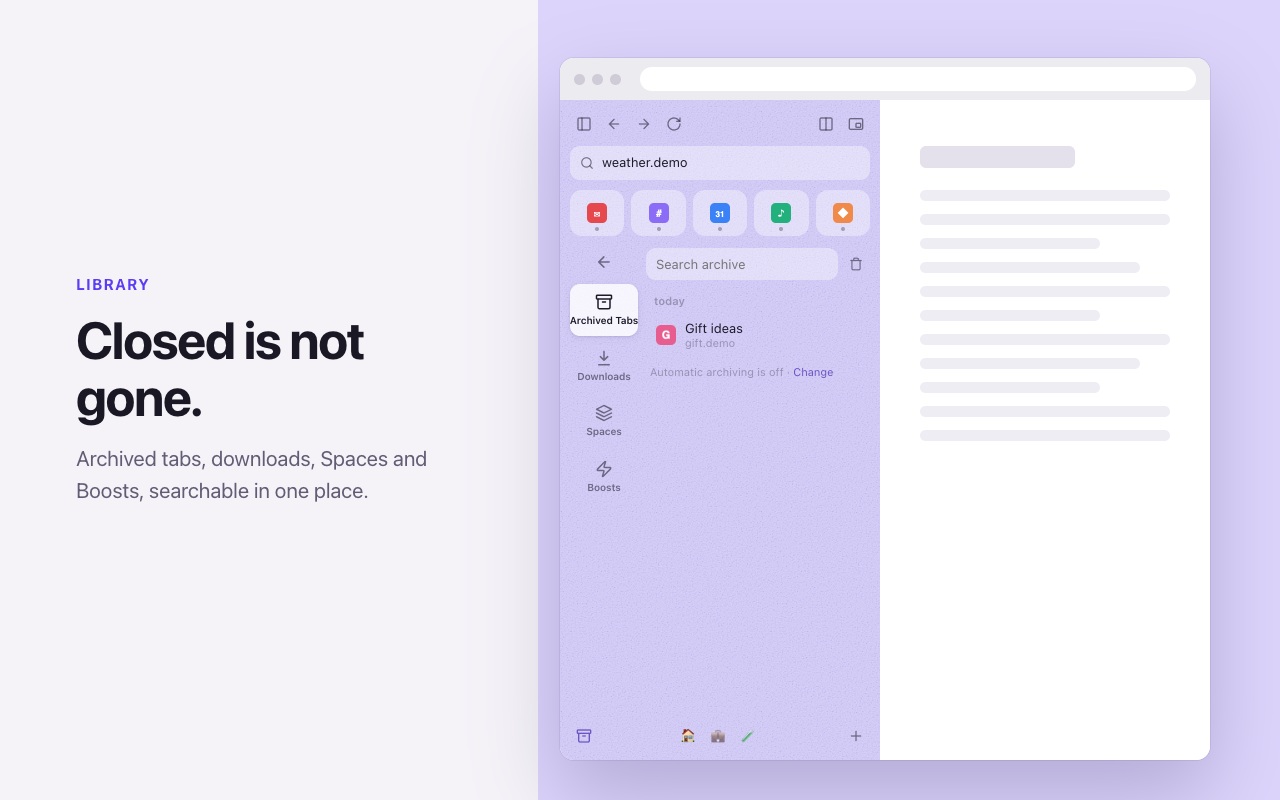 LIBRARY
Closed is not
gone.
Archived tabs, downloads, Spaces and
Boosts, searchable in one place.
weather.demo
#
31
Search archive
Archived Tabs
today
G
Gift ideas
gift.demo
Automatic archiving is off · Change
Downloads
Spaces
Boosts